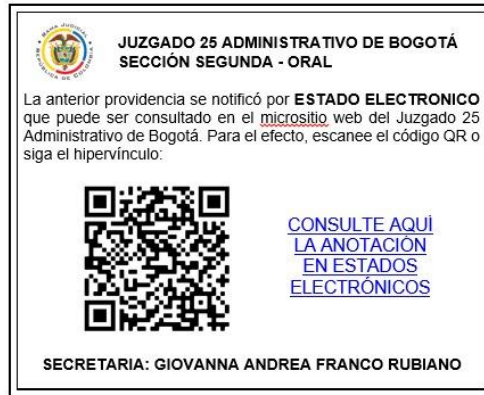 JUZGADO 25 ADMINISTRATIVO DE BOGOTÁ
SECCIÓN SEGUNDA - ORAL
La anterior providencia se notificó por ESTADO ELECTRONICO
que puede ser consultado en el micrositio web del Juzgado 25
Administrativo de Bogotá. Para el efecto, escanee el código QR o
siga el hipervínculo:
CONSULTE AQUÍ
LA ANOTACIÓN
EN ESTADOS
ELECTRÓNICOS
SECRETARIA: GIOVANNA ANDREA FRANCO RUBIANO